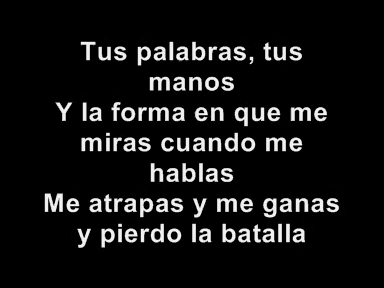 Tus palabras, tus
manos
Y la forma en que me
miras cuando me
hablas
Me atrapas y me ganas
y pierdo la batalla